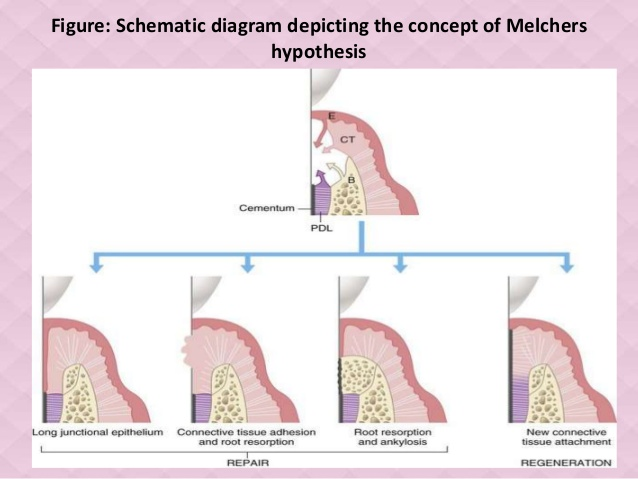 Figure: Schematic diagram depicting the concept of Melchers
hypothesis
E
CT
B
Cementum
PDL
Long junctional epithelium
Connective tissue adhesion
and root resorption
Root resorption
and ankylosis
New connective
tissue attachment
REPAIR
REGENERATION